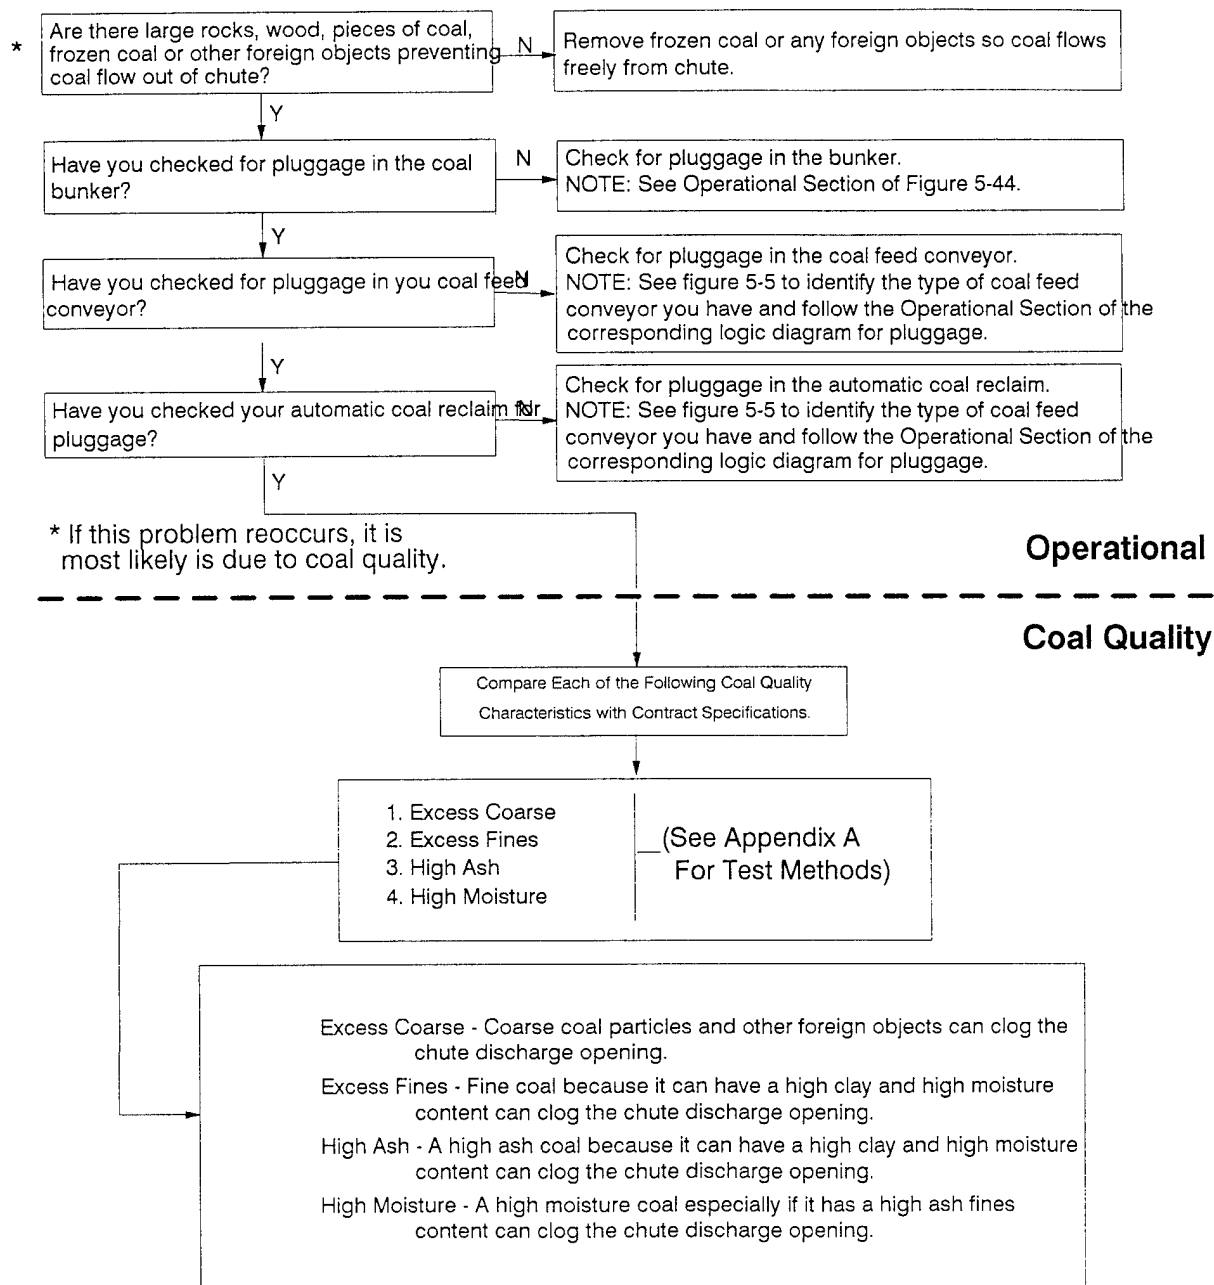 Are there large rocks, wood, pieces of coal,
* frozen coal or other foreign objects preventing
coal flow out of chute?
N
Remove frozen coal or any foreign objects so coal flows
freely from chute.
Y
Have you checked for pluggage in the coal
bunker?
N
Check for pluggage in the bunker.
NOTE: See Operational Section of Figure 5-44.
Y
Have you checked for pluggage in you coal feed
conveyor?
N
Check for pluggage in the coal feed conveyor.
NOTE: See figure 5-5 to identify the type of coal feed
conveyor you have and follow the Operational Section of the
corresponding logic diagram for pluggage.
Y
Have you checked your automatic coal reclaim for
pluggage?
N
Check for pluggage in the automatic coal reclaim.
NOTE: See figure 5-5 to identify the type of coal feed
conveyor you have and follow the Operational Section of the
corresponding logic diagram for pluggage.
Y
* If this problem reoccurs, it is
most likely is due to coal quality.
Operational
Coal Quality
Compare Each of the Following Coal Quality
Characteristics with Contract Specifications.
1. Excess Coarse
2. Excess Fines
3. High Ash
4. High Moisture
(See Appendix A
For Test Methods)
Excess Coarse - Coarse coal particles and other foreign objects can clog the
chute discharge opening.
Excess Fines - Fine coal because it can have a high clay and high moisture
content can clog the chute discharge opening.
High Ash - A high ash coal because it can have a high clay and high moisture
content can clog the chute discharge opening.
High Moisture - A high moisture coal especially if it has a high ash fines
content can clog the chute discharge opening.